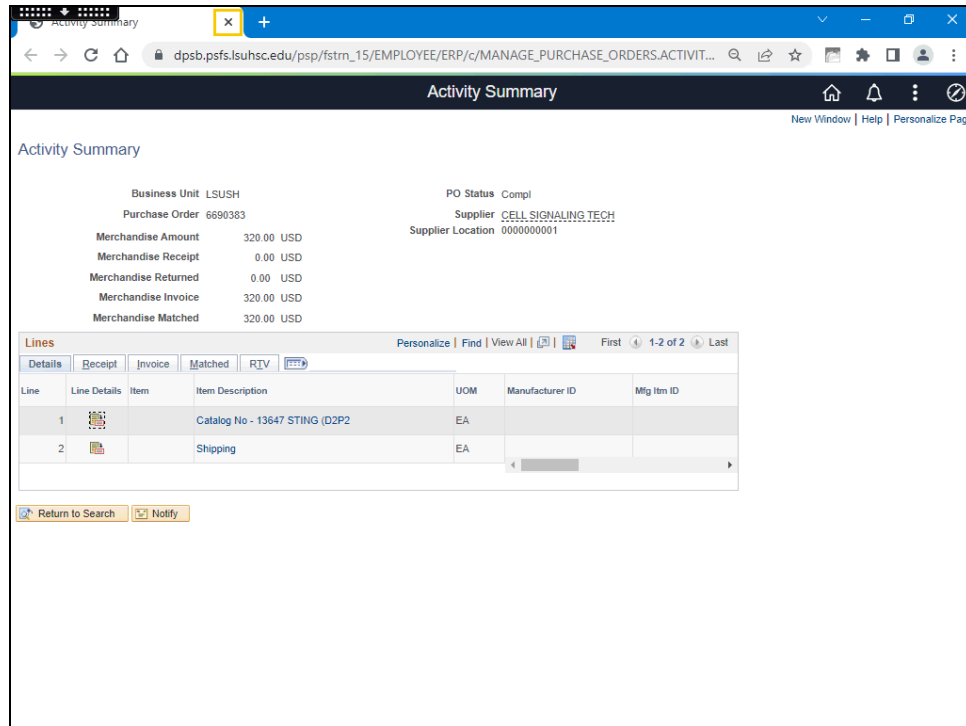 Activity Summary
dpsb.psfs.lsuhsc.edu/psp/fstrn_15/EMPLOYEE/ERP/c/MANAGE_PURCHASE_ORDERS.ACTIVIT...
Activity Summary
New Window | Help | Personalize Pag
Activity Summary
Business Unit LSUSH PO Status Compl
Purchase Order 6690383 Supplier CELL SIGNALING TECH
Supplier Location 0000000001
Merchandise Amount 320.00 USD
Merchandise Receipt 0.00 USD
Merchandise Returned 0.00 USD
Merchandise Invoice 320.00 USD
Merchandise Matched 320.00 USD
Lines Personalize | Find | View All | First 1-2 of 2 Last
Details Receipt Invoice Matched RTV
Line Line Details Item Item Description UOM Manufacturer ID Mfg Itm ID
1 Catalog No - 13647 STING (D2P2 EA
2 Shipping EA
Return to Search Notify